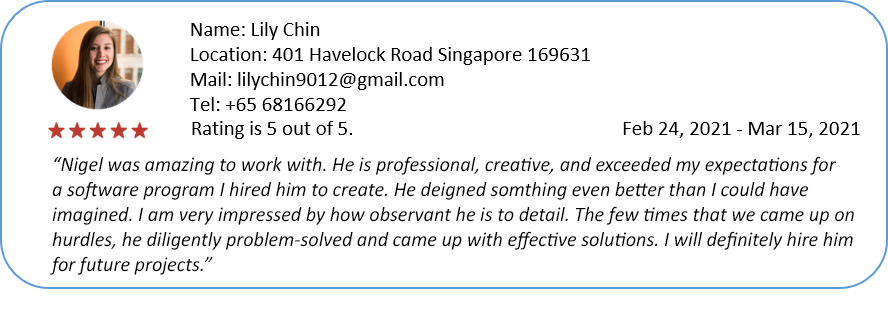 Name: Lily Chin
Location: 401 Havelock Road Singapore 169631
Mail: lilychin9012@gmail.com
Tel: +65 68166292
Rating is 5 out of 5. Feb 24, 2021 - Mar 15, 2021
“Nigel was amazing to work with. He is professional, creative, and exceeded my expectations for
a software program I hired him to create. He deigned somthing even better than I could have
imagined. I am very impressed by how observant he is to detail. The few times that we came up on
hurdles, he diligently problem-solved and came up with effective solutions. I will definitely hire him
for future projects.”